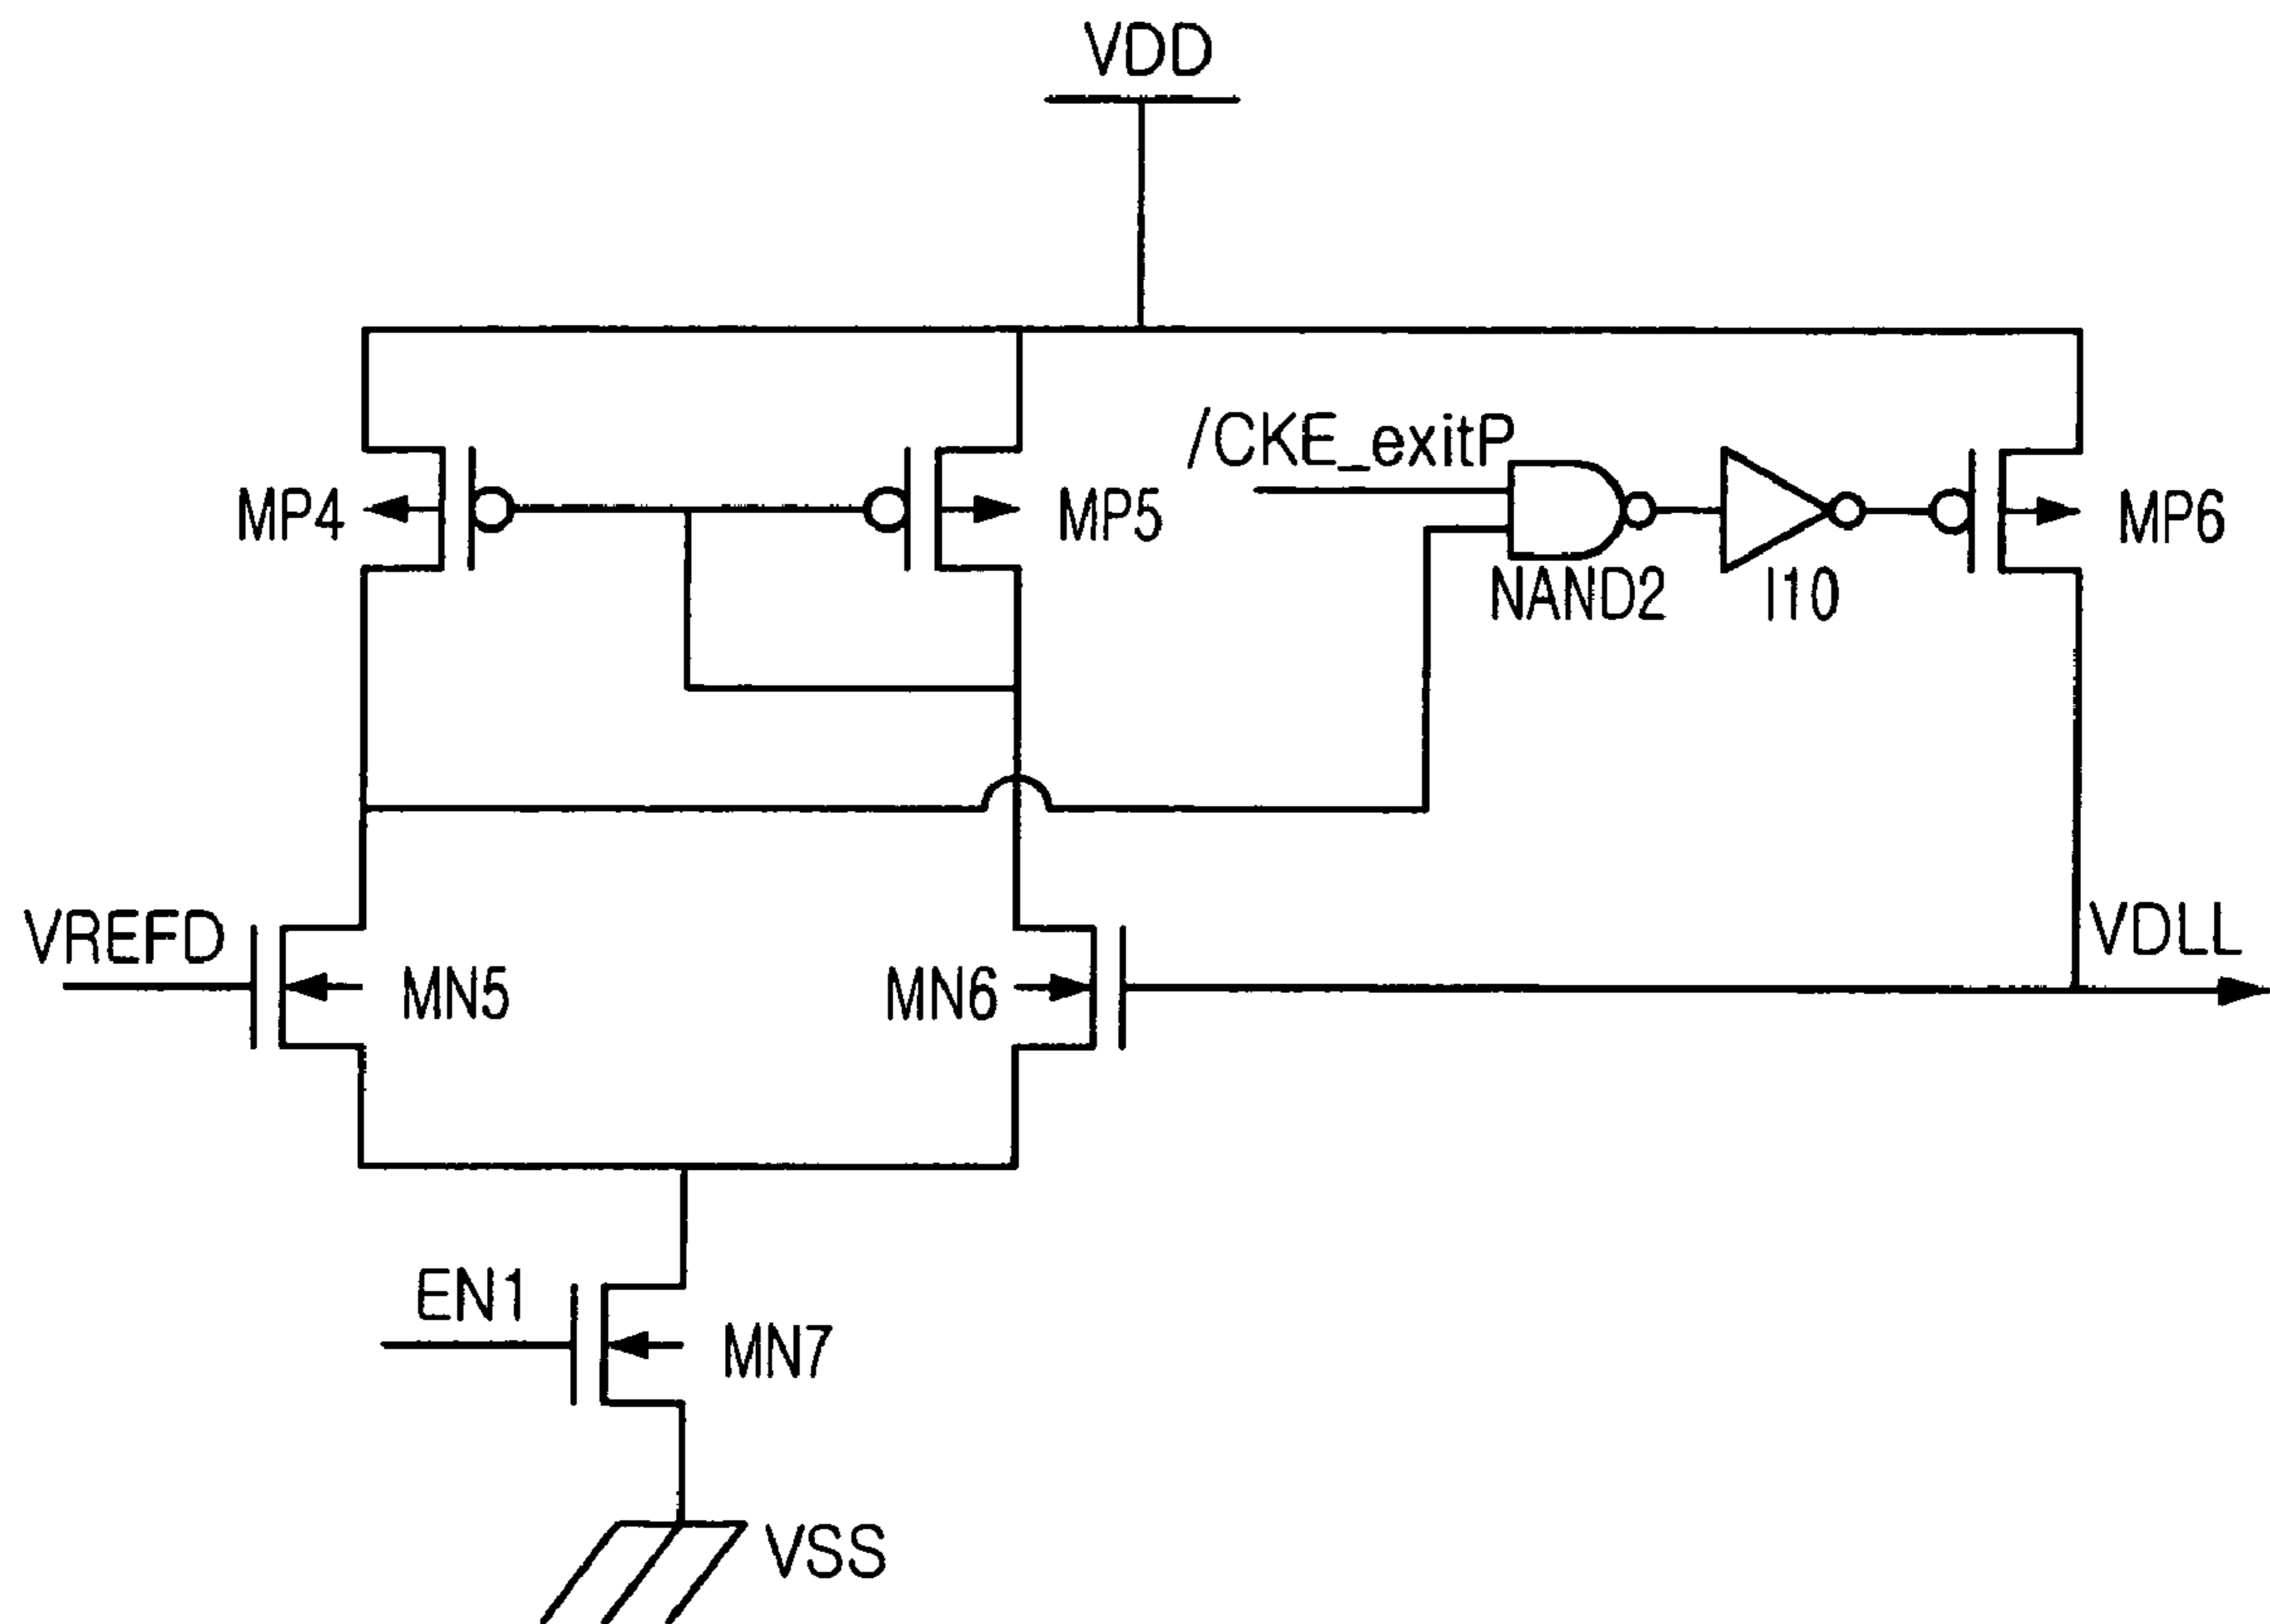 VDD
/CKE_exitP
MP4
MP5
MP6
NAND2
I10
VREFD
MN5
MN6
VDLL
EN1
MN7
VSS